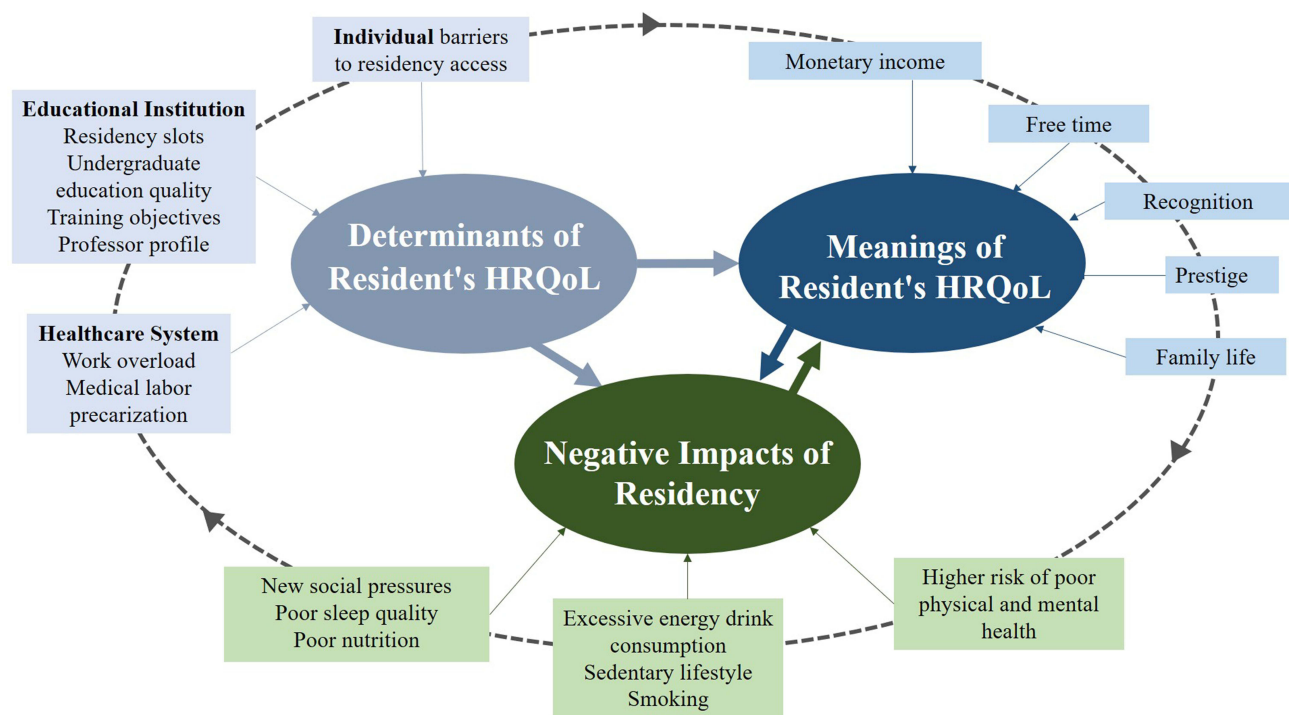 Individual barriers
to residency access
Educational Institution
Residency slots
Undergraduate
education quality
Training objectives
Professor profile
Healthcare System
Work overload
Medical labor
precarization
Determinants of
Resident's HRQoL
Monetary income
Free time
Recognition
Prestige
Family life
Meanings of
Resident's HRQoL
Negative Impacts of
Residency
New social pressures
Poor sleep quality
Poor nutrition
Excessive energy drink
consumption
Sedentary lifestyle
Smoking
Higher risk of poor
physical and mental
health